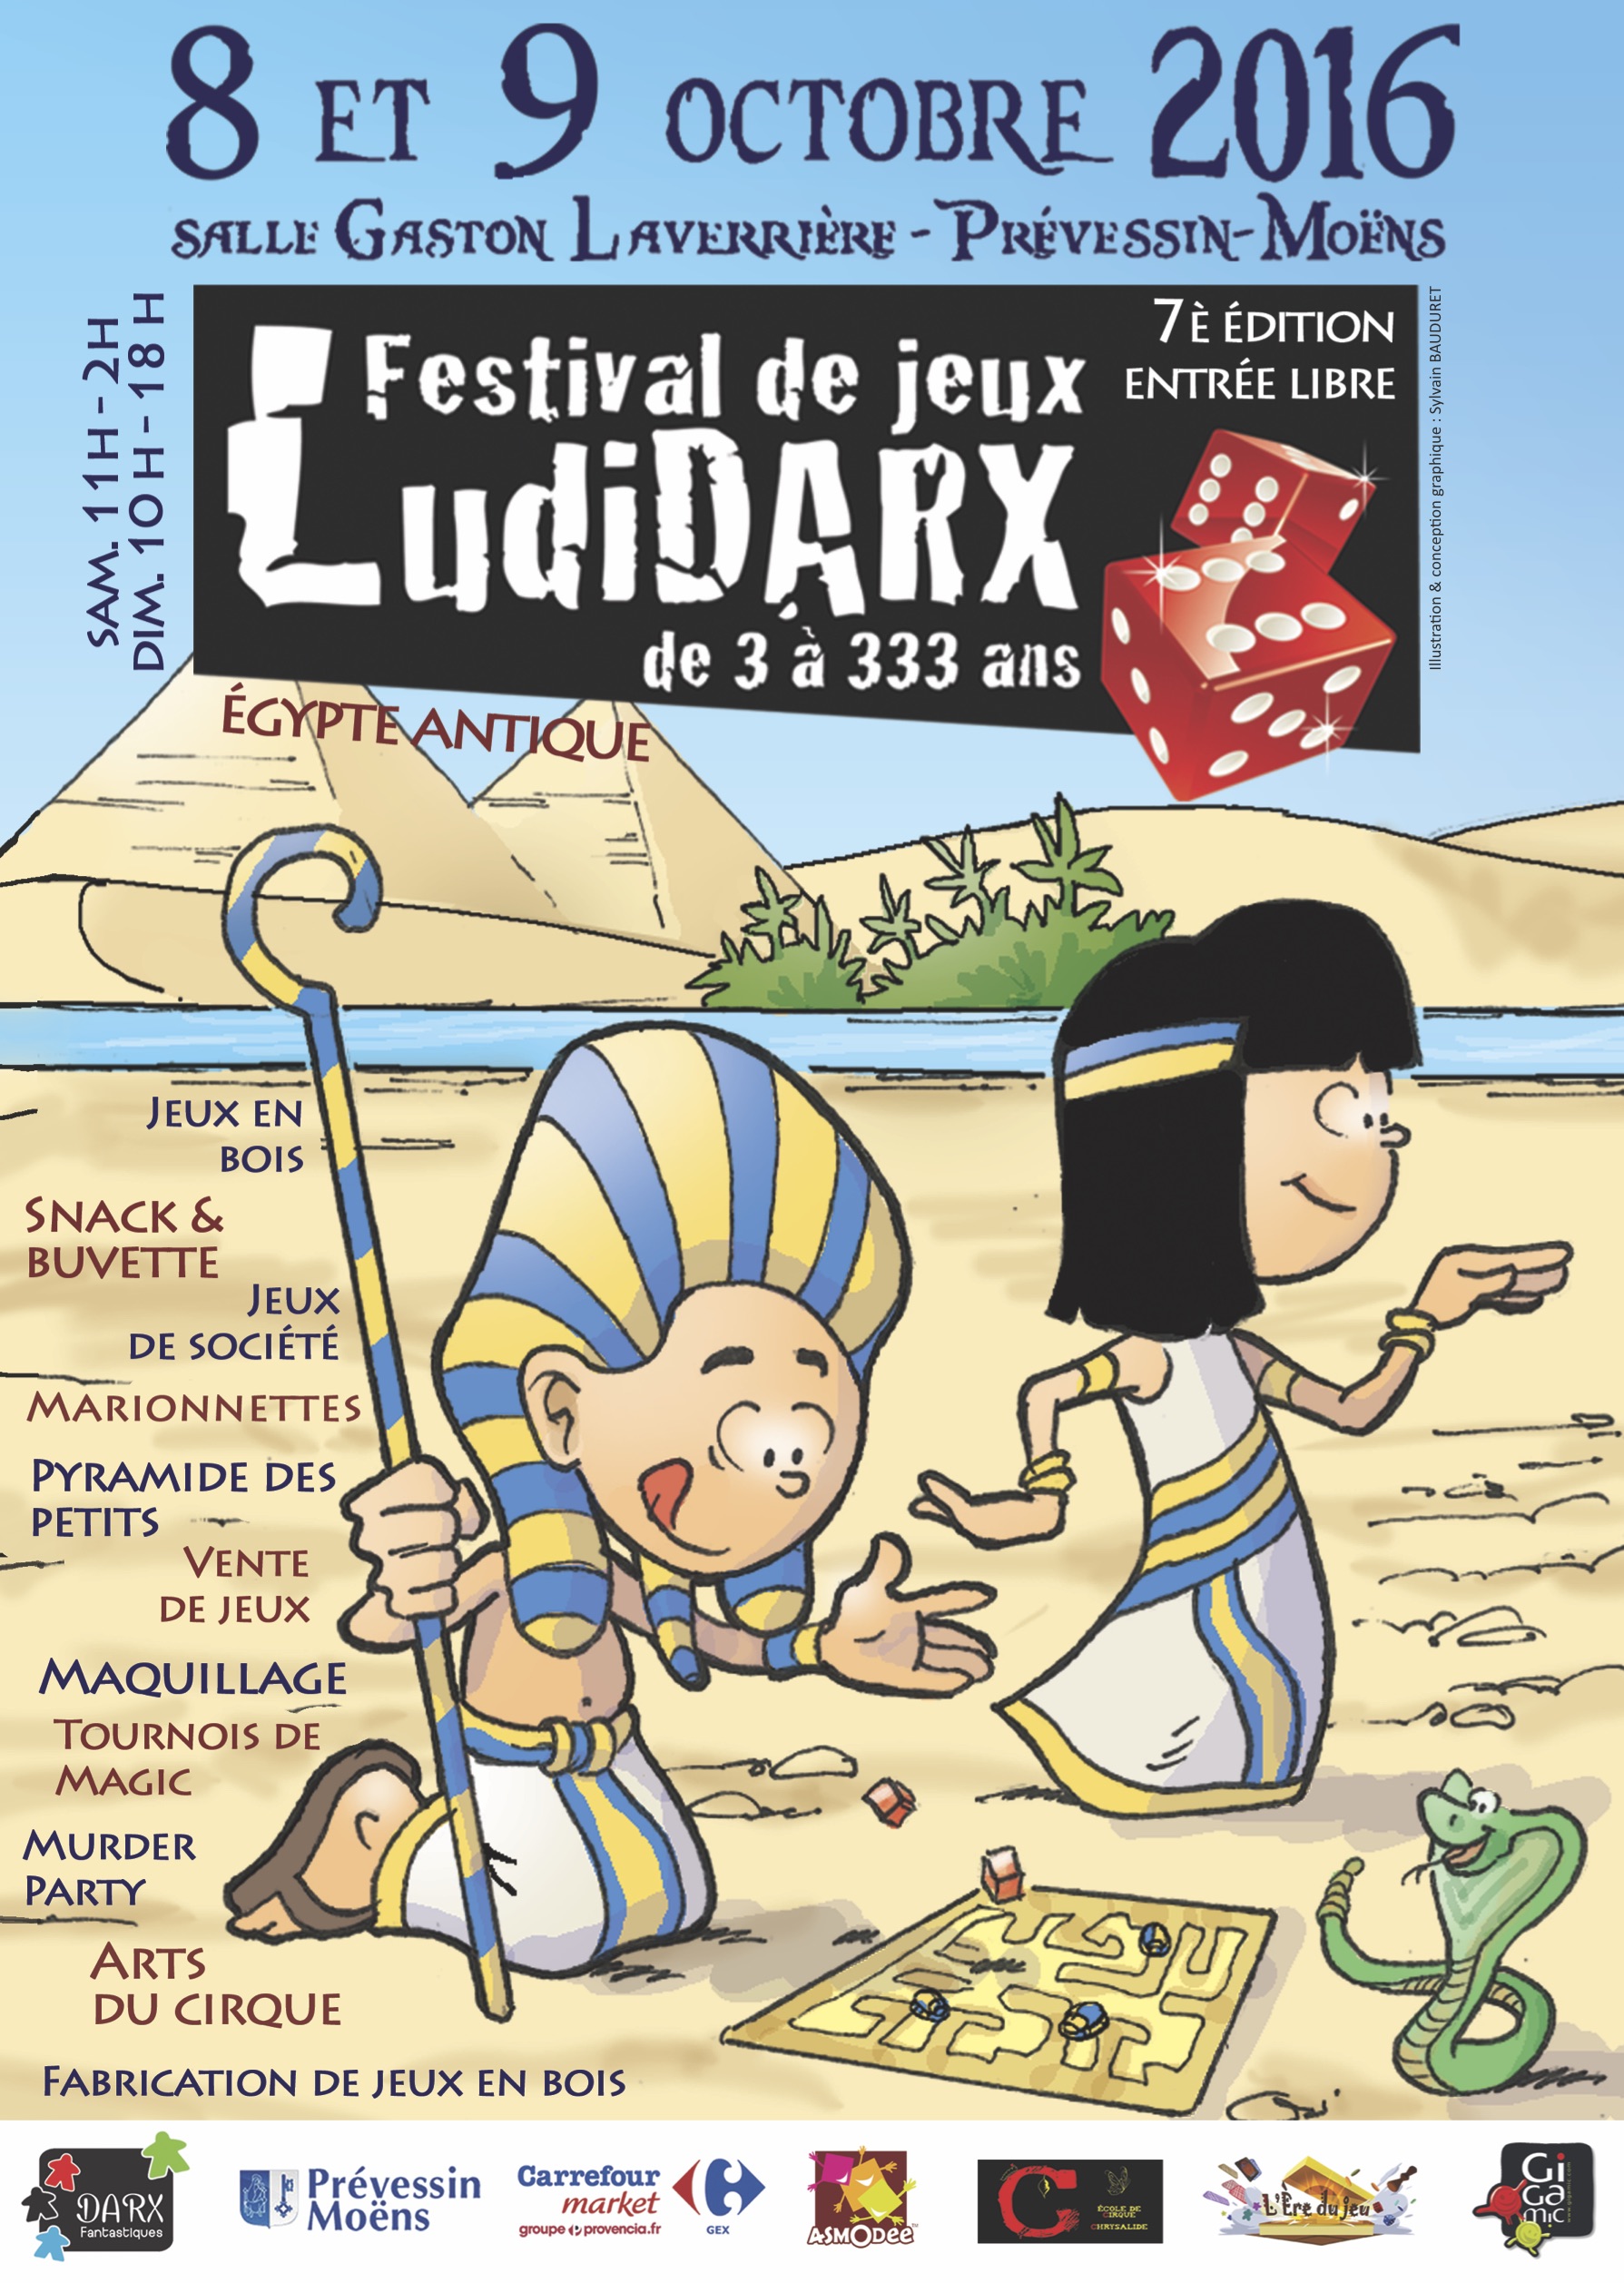 8 ET 9 OCTOBRE 2016
SALLE GASTON LAVERRIÈRE - PRÉVESSIN-MOËNS
SAM. 11H - 2H
DIM. 10H - 18H
7È ÉDITION
ENTRÉE LIBRE
Festival de jeux
LudiDARX
de 3 à 333 ans
Illustration & conception graphique : Sylvain BAUDURET
ÉGYPTE ANTIQUE
JEUX EN
BOIS
SNACK &
BUVETTE
JEUX
DE SOCIÉTÉ
MARIONNETTES
PYRAMIDE DES
PETITS
VENTE
DE JEUX
MAQUILLAGE
TOURNOIS DE
MAGIC
MURDER
PARTY
ARTS
DU CIRQUE
FABRICATION DE JEUX EN BOIS
DARX
Fantastiques
Prévessin
Moëns
Carrefour
market
groupe provencia.fr
GEX
ASMODee
C
ÉCOLE DE
CIRQUE
CHRYSALIDE
L'Ère du jeu
GiGamic